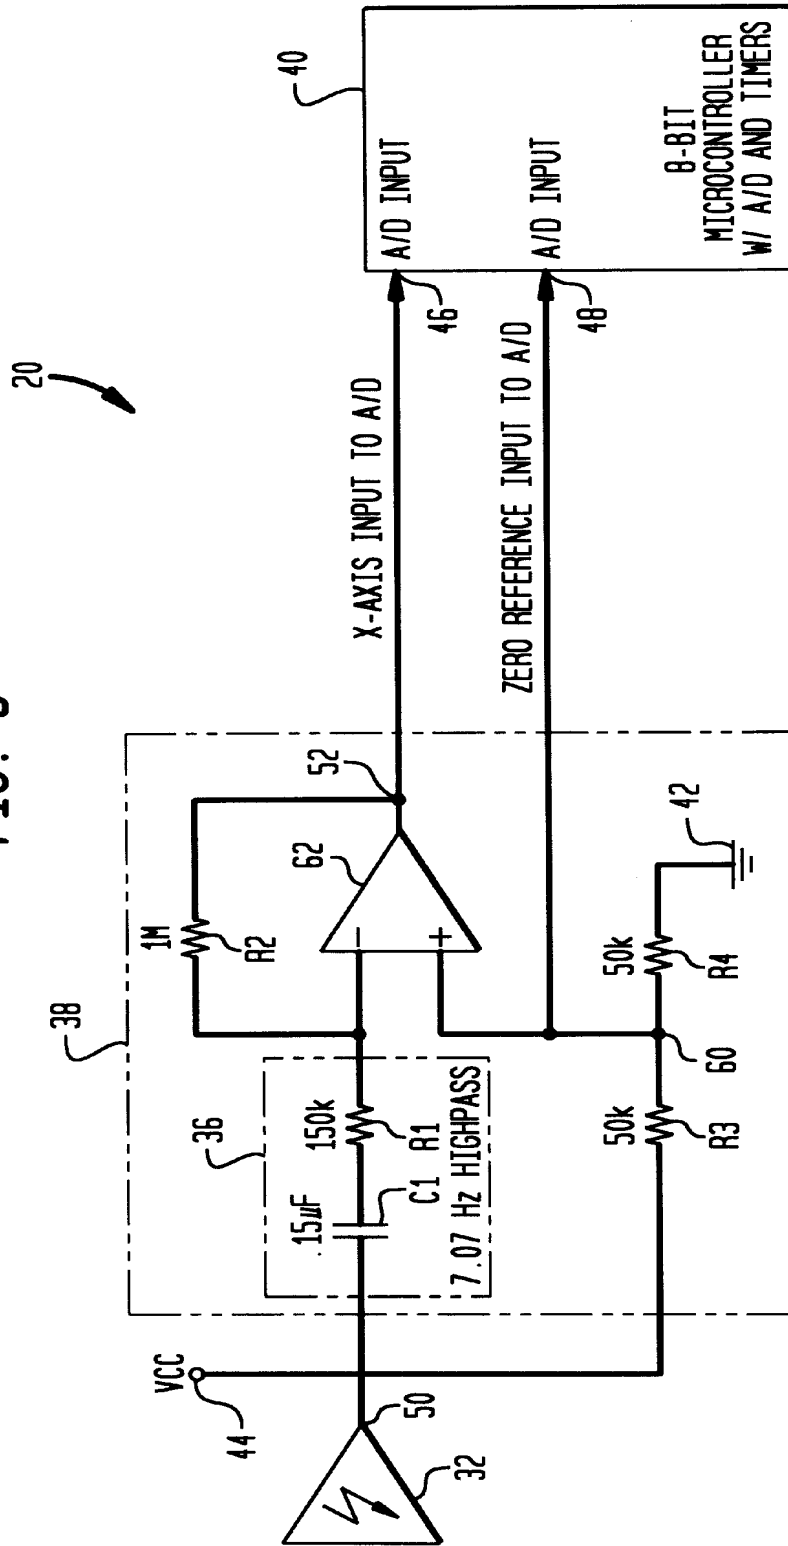 20
40
8-BIT
MICROCONTROLLER
W/ A/D AND TIMERS
A/D INPUT
A/D INPUT
46
48
X-AXIS INPUT TO A/D
ZERO REFERENCE INPUT TO A/D
38
1M
R2
62
52
-
+
36
.15µF
C1
150k
R1
7.07 Hz HIGHPASS
VCC
44
50
32
50k
R3
60
50k
R4
42